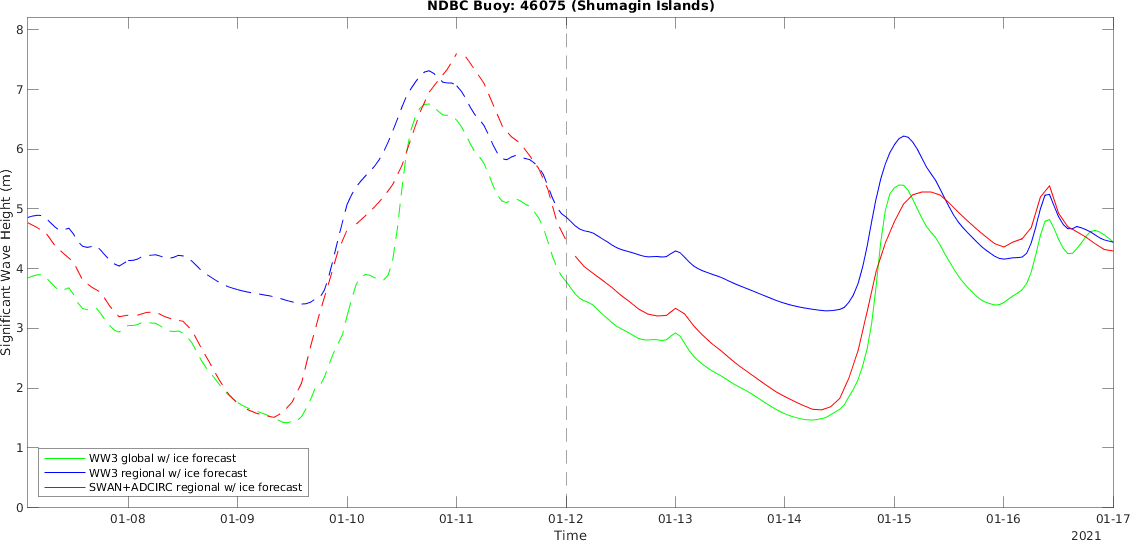 NDBC Buoy: 46075 (Shumagin Islands)
8
7
6
5
4
3
2
1
0
Significant Wave Height (m)
WW3 global w/ ice forecast
WW3 regional w/ ice forecast
SWAN+ADCIRC regional w/ ice forecast
01-08 01-09 01-10 01-11 01-12 01-13 01-14 01-15 01-16 01-17
Time
2021